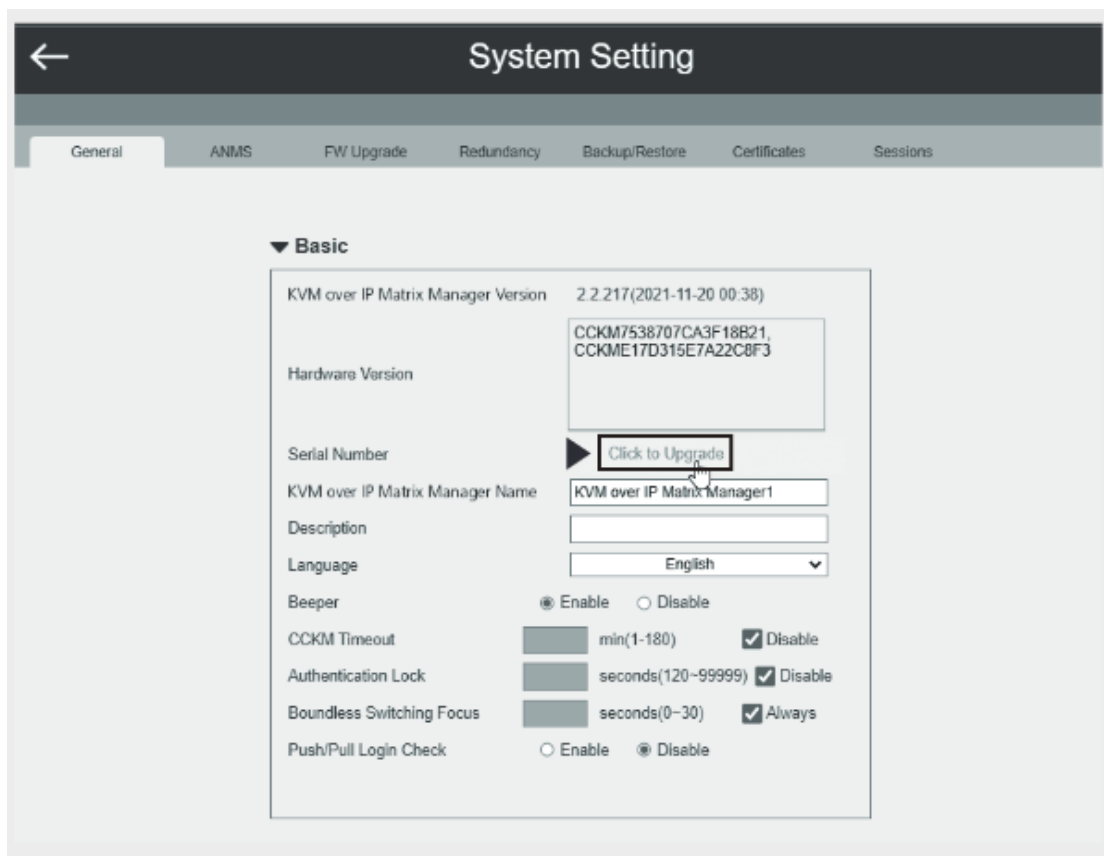 System Setting
General ANMS FW Upgrade Redundancy Backup/Restore Certificates Sessions
Basic
KVM over IP Matrix Manager Version 2.2.217(2021-11-20 00:38)
Hardware Version CCKM7538707CA3F18B21,
CCKME17D315E7A22C8F3
Serial Number Click to Upgrade
KVM over IP Matrix Manager Name KVM over IP Matrix Manager1
Description
Language English
Beeper Enable Disable
CCKM Timeout min(1-180) Disable
Authentication Lock seconds(120~99999) Disable
Boundless Switching Focus seconds(0~30) Always
Push/Pull Login Check Enable Disable